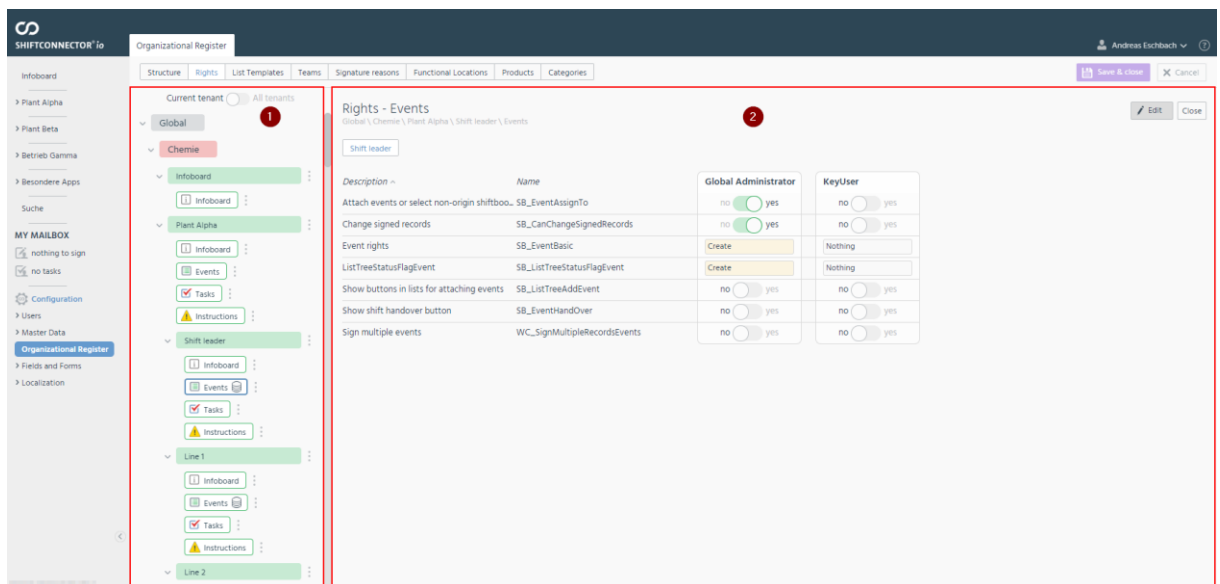 SHIFTCONNECTOR® io
Organizational Register
Andreas Eschbach
?
Infoboard
Plant Alpha
Plant Beta
Betrieb Gamma
Besondere Apps
Suche
MY MAILBOX
nothing to sign
no tasks
Configuration
Users
Master Data
Organizational Register
Fields and Forms
Localization
Structure Rights List Templates Teams Signature reasons Functional Locations Products Categories
Save & close Cancel
Current tenant All tenants
1
Global
Chemie
Infoboard
Infoboard
Plant Alpha
Infoboard
Events
Tasks
Instructions
Shift leader
Infoboard
Events
Tasks
Instructions
Line 1
Infoboard
Events
Tasks
Instructions
Line 2
Rights - Events
2
Edit Close
Global \ Chemie \ Plant Alpha \ Shift leader \ Events
Shift leader
Description Name Global Administrator KeyUser
Attach events or select non-origin shiftboo... SB_EventAssignTo no yes no yes
Change signed records SB_CanChangeSignedRecords no yes no yes
Event rights SB_EventBasic Create Nothing
ListTreeStatusFlagEvent SB_ListTreeStatusFlagEvent Create Nothing
Show buttons in lists for attaching events SB_ListTreeAddEvent no yes no yes
Show shift handover button SB_EventHandOver no yes no yes
Sign multiple events WC_SignMultipleRecordsEvents no yes no yes